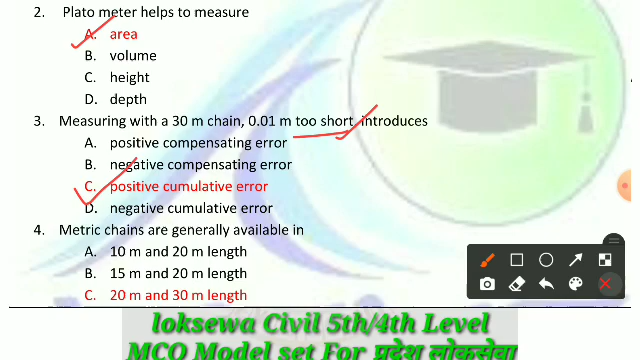 2. Plato meter helps to measure
A. area
B. volume
C. height
D. depth
3. Measuring with a 30 m chain, 0.01 m too short, introduces
A. positive compensating error
B. negative compensating error
C. positive cumulative error
D. negative cumulative error
4. Metric chains are generally available in
A. 10 m and 20 m length
B. 15 m and 20 m length
C. 20 m and 30 m length
loksewa Civil 5th/4th Level
MCQ Model set For प्रदेश लोकसेवा